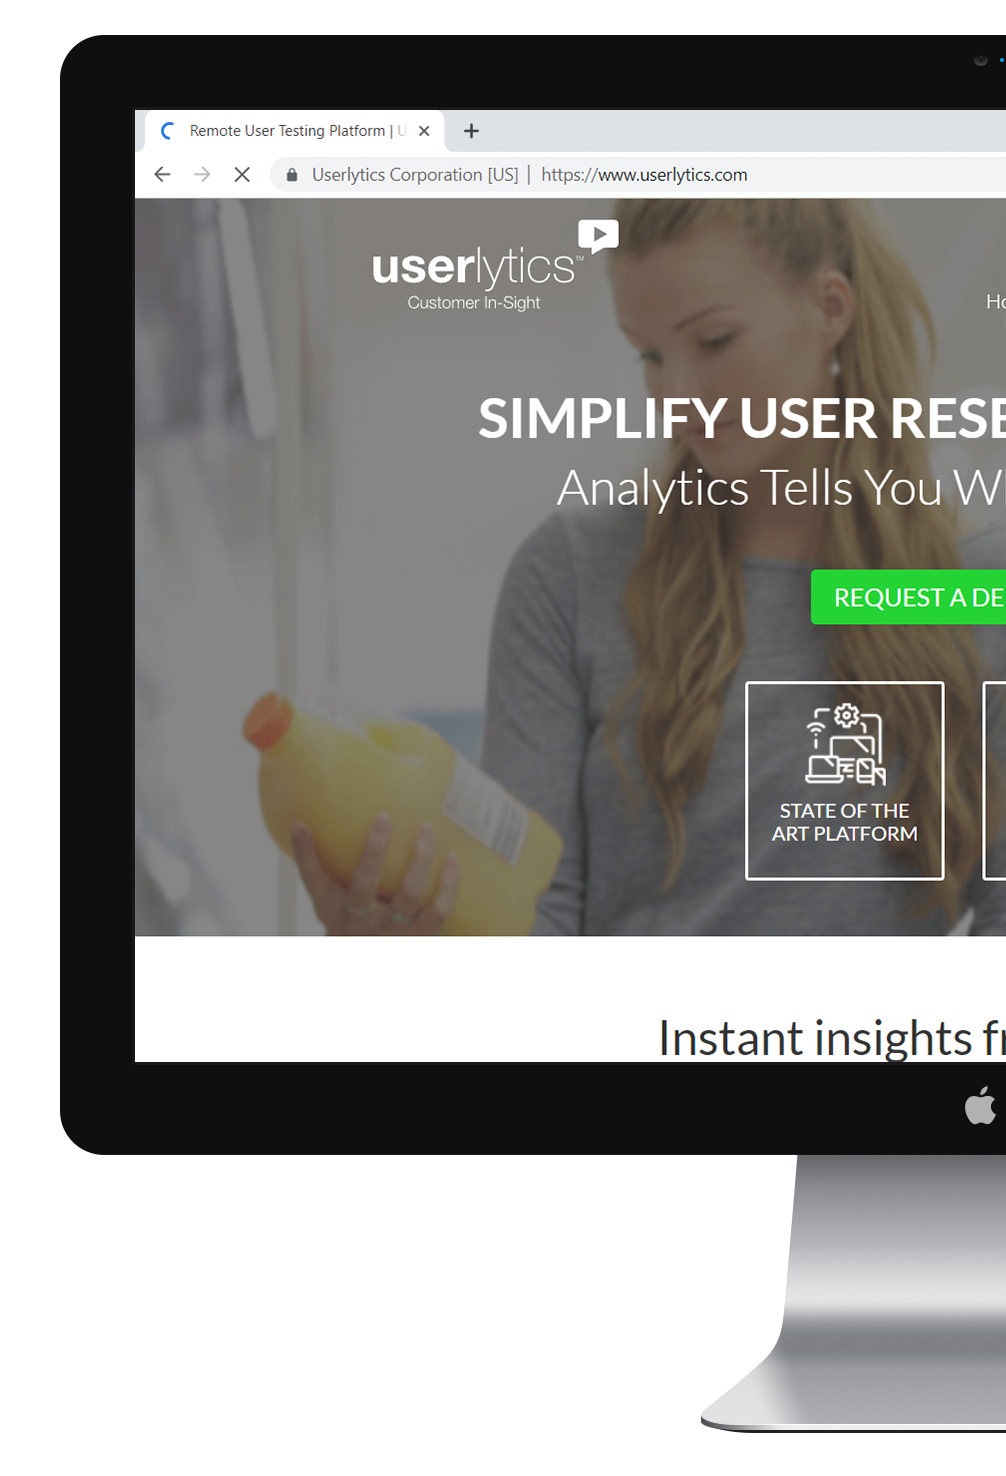 Remote User Testing Platform | U
Userlytics Corporation [US] | https://www.userlytics.com
userlytics™
Customer In-Sight
Ho
SIMPLIFY USER RESE
Analytics Tells You Wh
REQUEST A DE
STATE OF THE
ART PLATFORM
Instant insights fr